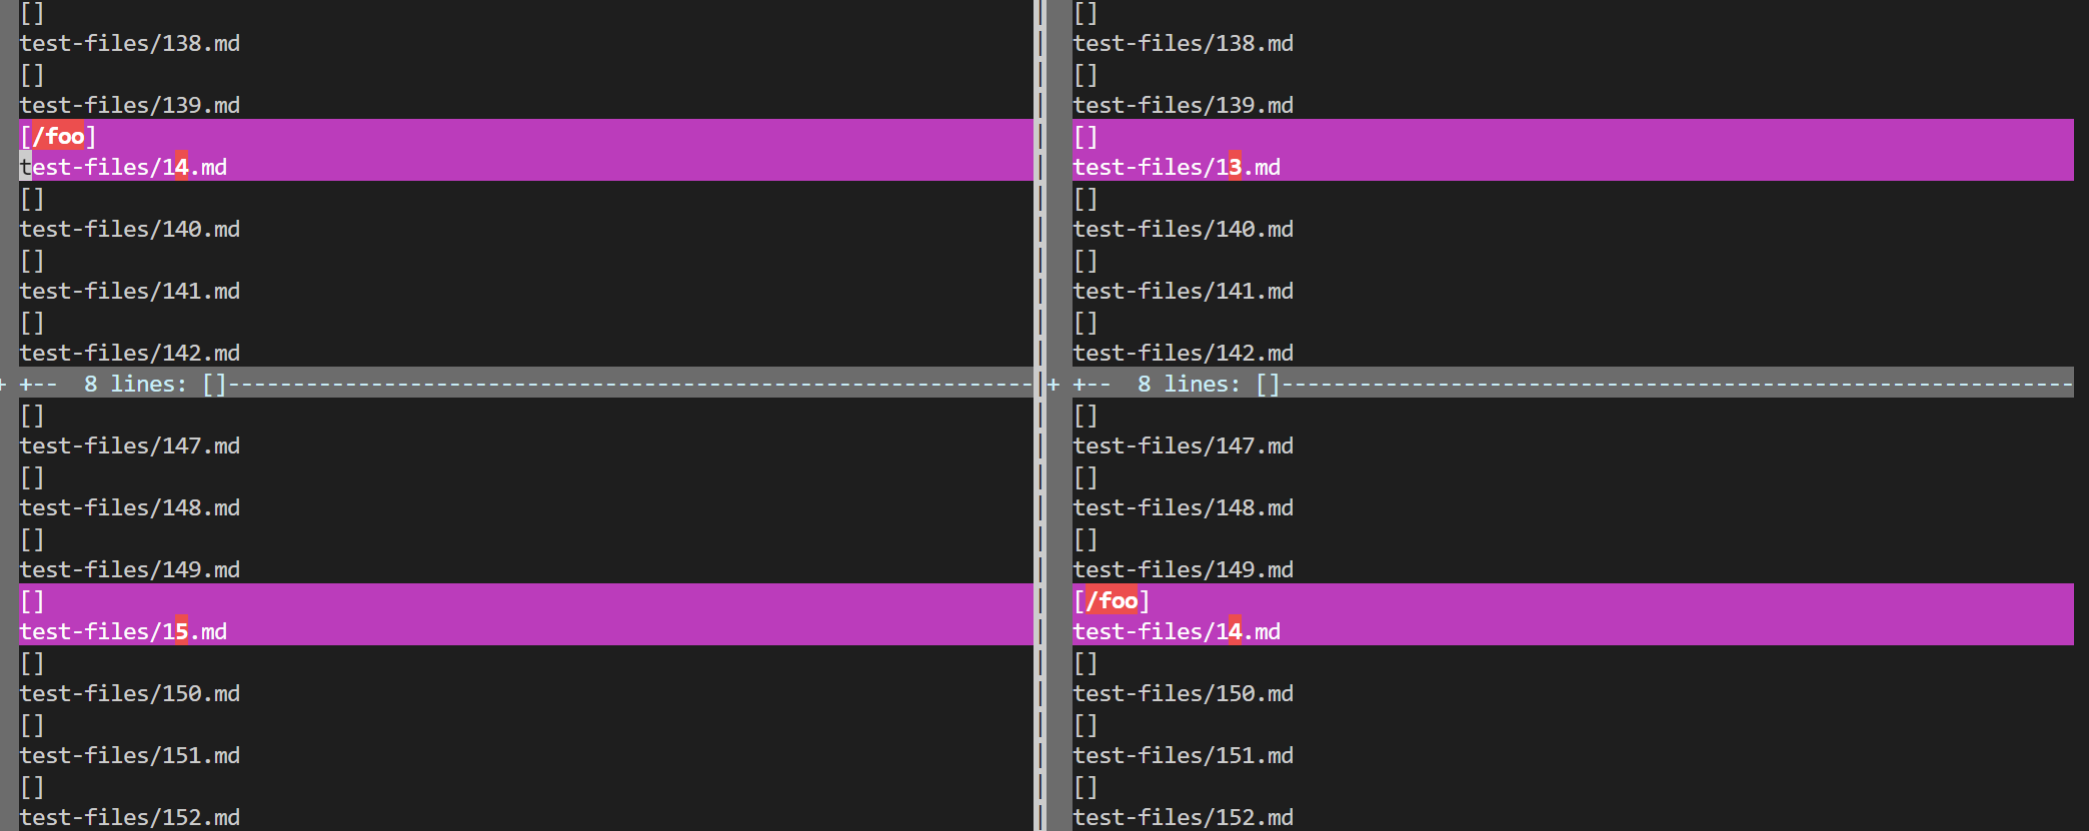 []
test-files/138.md
[]
test-files/139.md
[/foo]
test-files/14.md
[]
test-files/140.md
[]
test-files/141.md
[]
test-files/142.md
+ +--  8 lines: []--------------------------------------------------------------
[]
test-files/147.md
[]
test-files/148.md
[]
test-files/149.md
[]
test-files/15.md
[]
test-files/150.md
[]
test-files/151.md
[]
test-files/152.md
[]
test-files/138.md
[]
test-files/139.md
[]
test-files/13.md
[]
test-files/140.md
[]
test-files/141.md
[]
test-files/142.md
+ +--  8 lines: []-------------------------------------------------------------
[]
test-files/147.md
[]
test-files/148.md
[]
test-files/149.md
[/foo]
test-files/14.md
[]
test-files/150.md
[]
test-files/151.md
[]
test-files/152.md